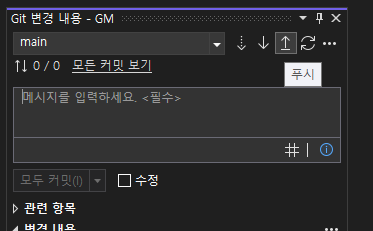 Git 변경 내용 - GM
main
0 / 0 모든 커밋 보기
푸시
메시지를 입력하세요. <필수>
모두 커밋(I) 수정
관련 항목
변경 내용